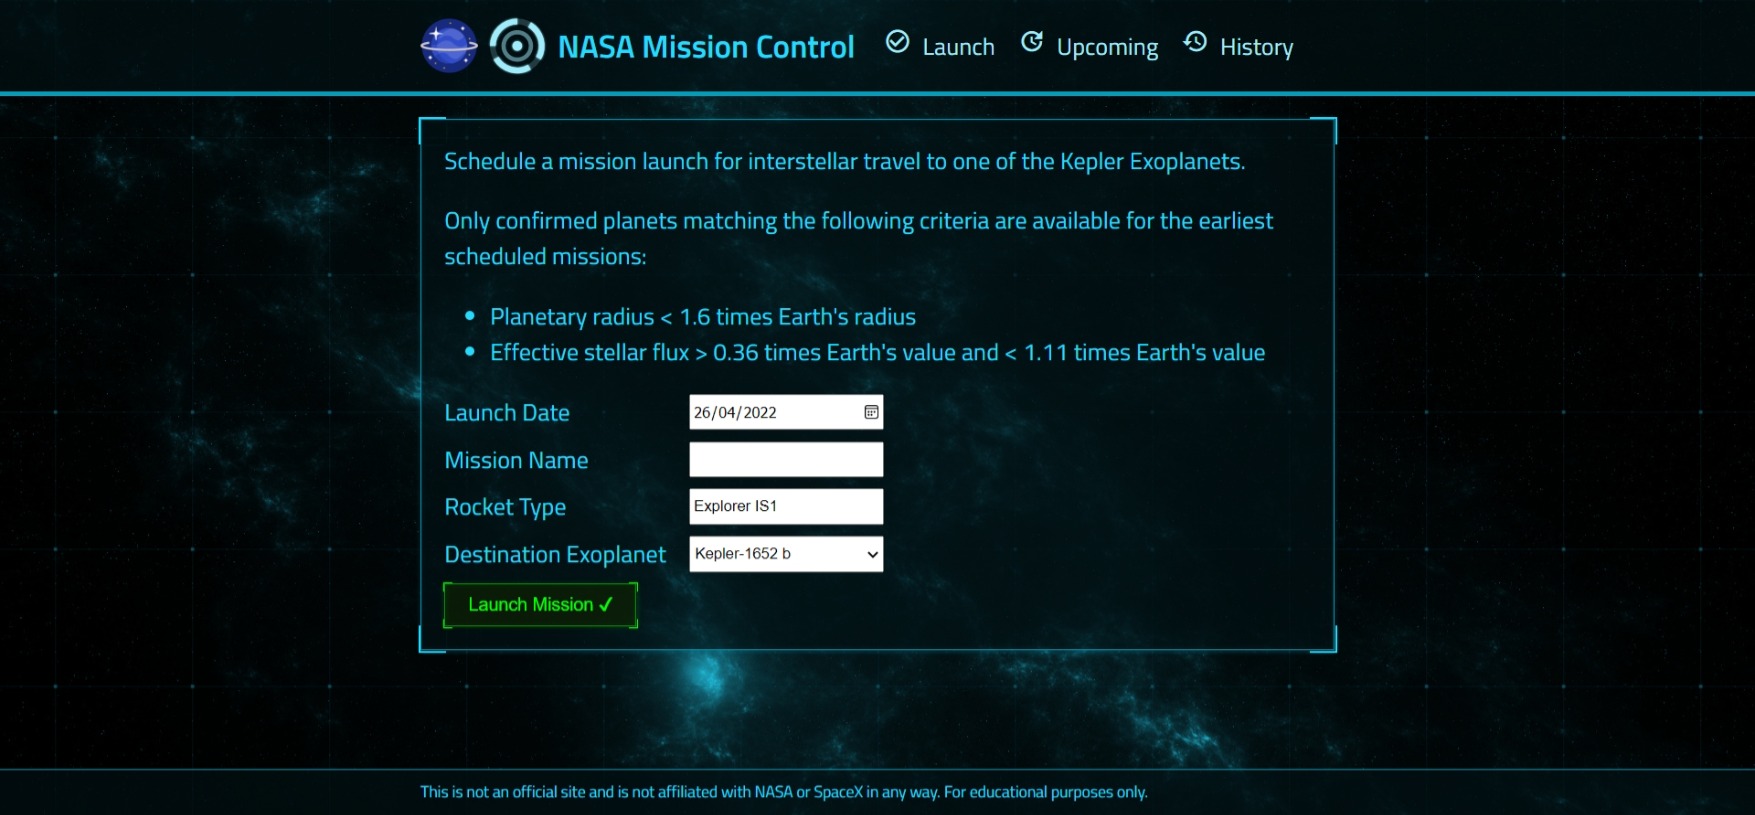 NASA Mission Control
Launch
Upcoming
History
Schedule a mission launch for interstellar travel to one of the Kepler Exoplanets.
Only confirmed planets matching the following criteria are available for the earliest
scheduled missions:
Planetary radius < 1.6 times Earth's radius
Effective stellar flux > 0.36 times Earth's value and < 1.11 times Earth's value
Launch Date 26/04/2022
Mission Name
Rocket Type Explorer IS1
Destination Exoplanet Kepler-1652 b
Launch Mission ✓
This is not an official site and is not affiliated with NASA or SpaceX in any way. For educational purposes only.